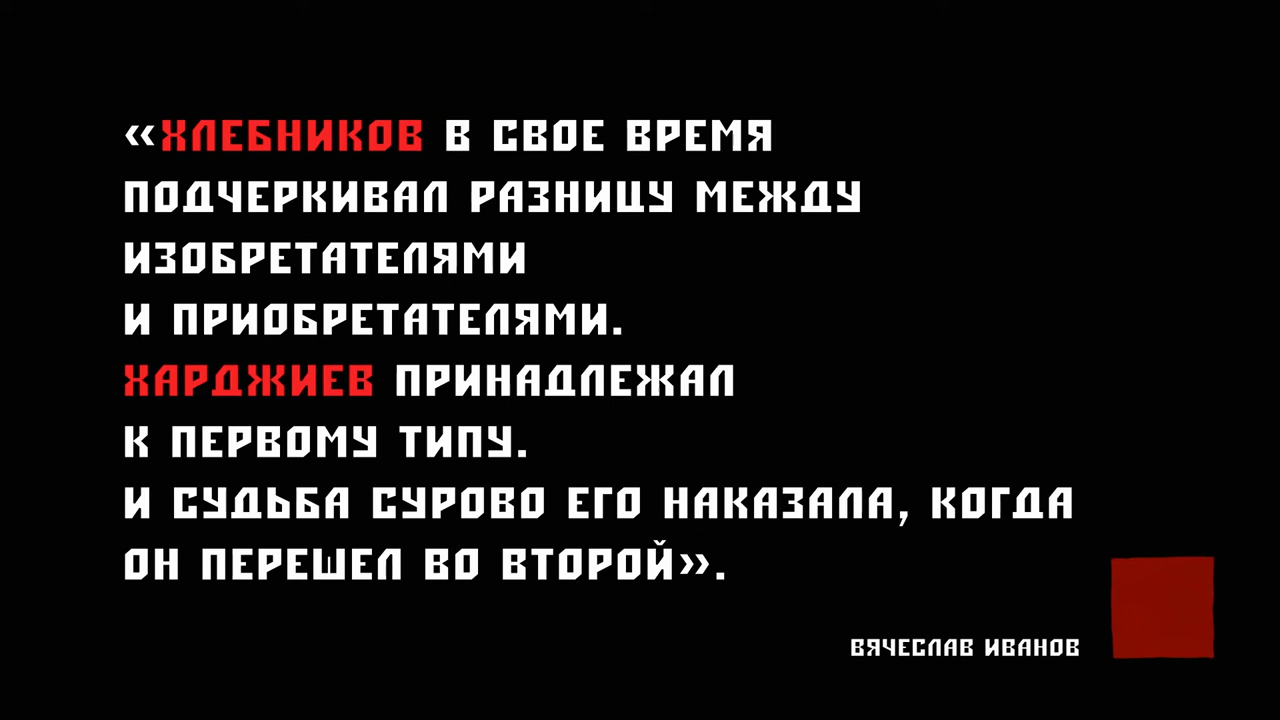 «ХЛЕБНИКОВ В СВОЕ ВРЕМЯ
ПОДЧЕРКИВАЛ РАЗНИЦУ МЕЖДУ
ИЗОБРЕТАТЕЛЯМИ
И ПРИОБРЕТАТЕЛЯМИ.
ХАРДЖИЕВ ПРИНАДЛЕЖАЛ
К ПЕРВОМУ ТИПУ.
И СУДЬБА СУРОВО ЕГО НАКАЗАЛА, КОГДА
ОН ПЕРЕШЕЛ ВО ВТОРОЙ».
ВЯЧЕСЛАВ ИВАНОВ